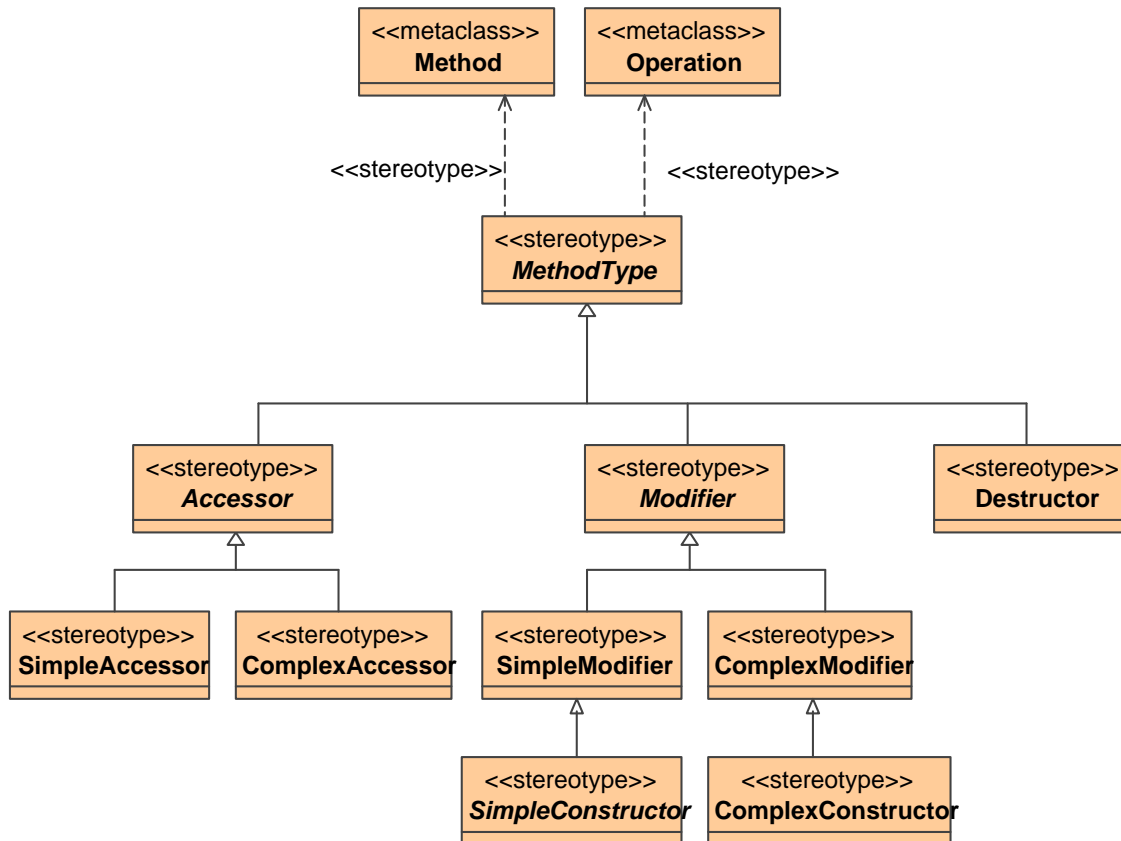 <<metaclass>>
Method
<<metaclass>>
Operation
<<stereotype>>
<<stereotype>>
<<stereotype>>
MethodType
<<stereotype>>
Accessor
<<stereotype>>
Modifier
<<stereotype>>
Destructor
<<stereotype>>
SimpleAccessor
<<stereotype>>
ComplexAccessor
<<stereotype>>
SimpleModifier
<<stereotype>>
ComplexModifier
<<stereotype>>
SimpleConstructor
<<stereotype>>
ComplexConstructor